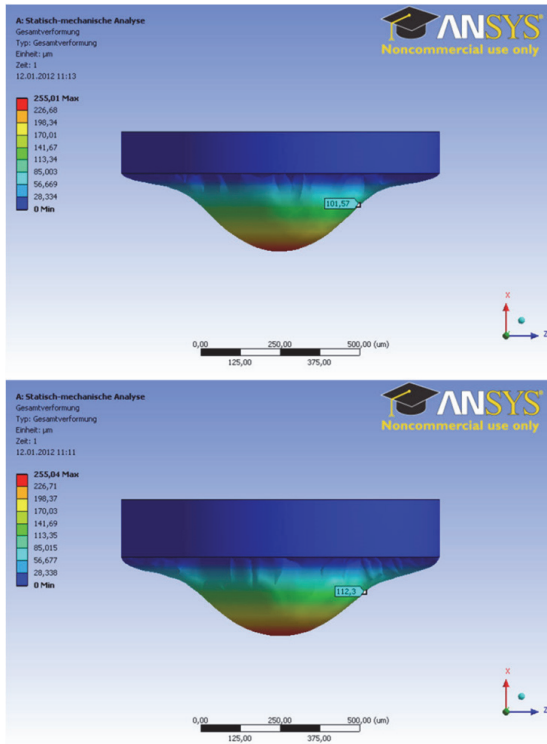 A: Statisch-mechanische Analyse
Gesamtverformung
Typ: Gesamtverformung
Einheit: µm
Zeit: 1
12.01.2012 11:13
ANSYS
Noncommercial use only
255,01 Max
226,68
198,34
170,01
141,67
113,34
85,003
56,669
28,334
0 Min
101,57
X
Z
0,00 250,00 500,00 (um)
125,00 375,00
A: Statisch-mechanische Analyse
Gesamtverformung
Typ: Gesamtverformung
Einheit: µm
Zeit: 1
12.01.2012 11:11
ANSYS
Noncommercial use only
255,04 Max
226,71
198,37
170,03
141,69
113,35
85,015
56,677
28,338
0 Min
112,3
X
Z
0,00 250,00 500,00 (um)
125,00 375,00